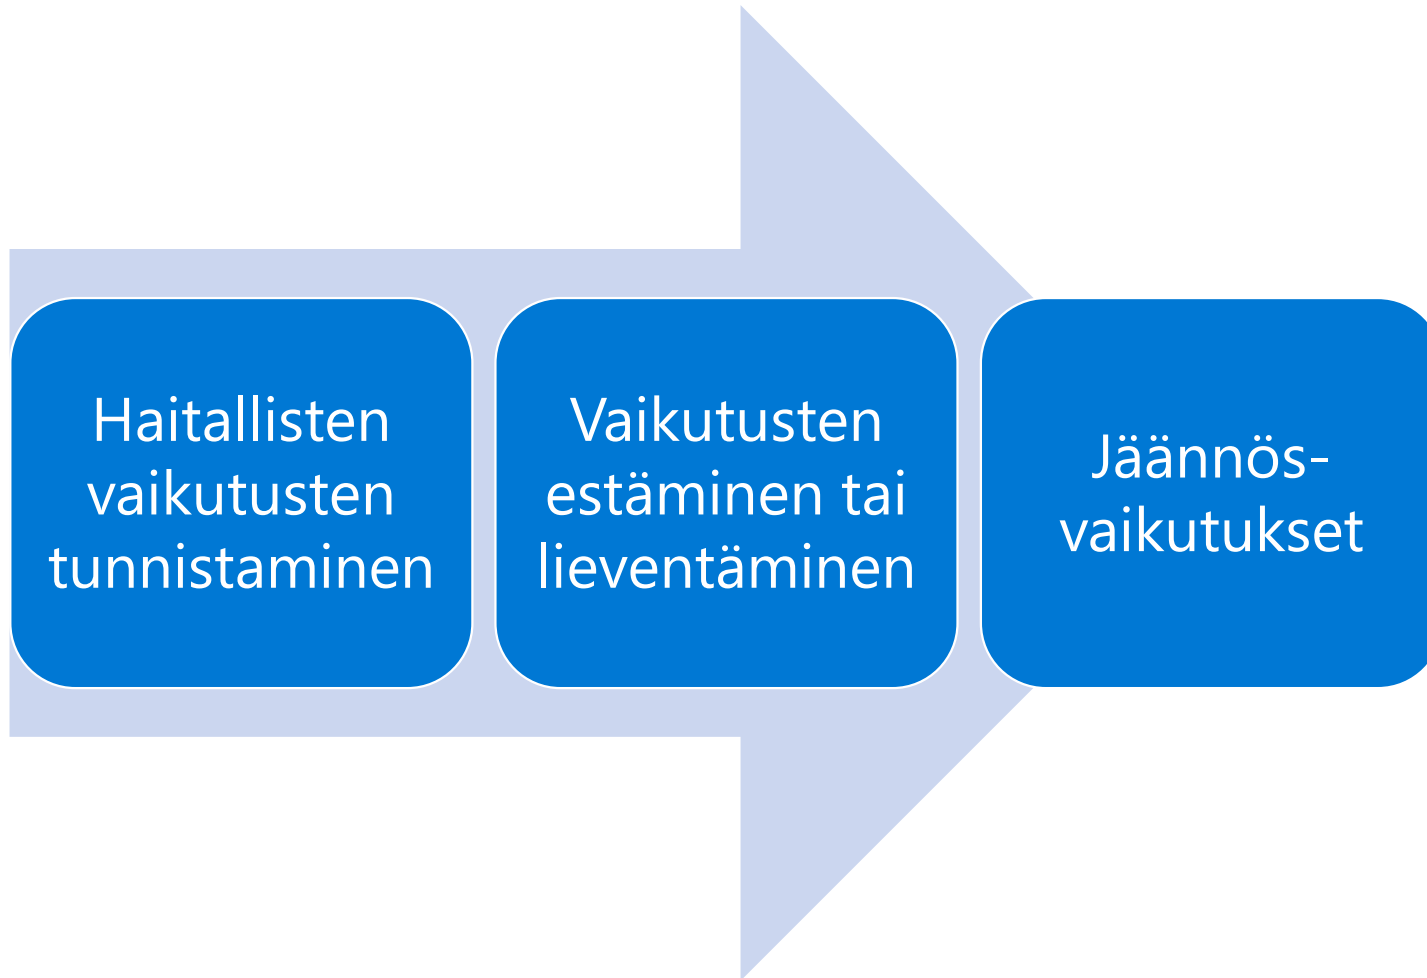 Haitallisten
vaikutusten
tunnistaminen
Vaikutusten
estäminen tai
lieventäminen
Jäännös-
vaikutukset